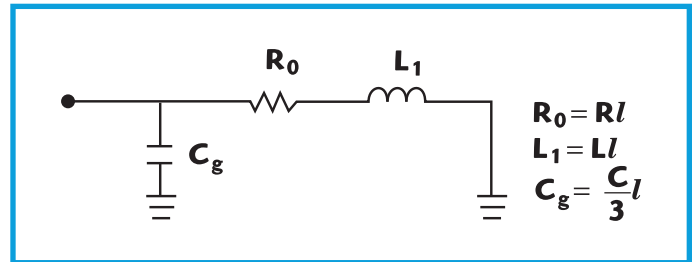 R₀ L₁
C_g
R₀ = Rl
L₁ = Ll
C_g = C/3 l